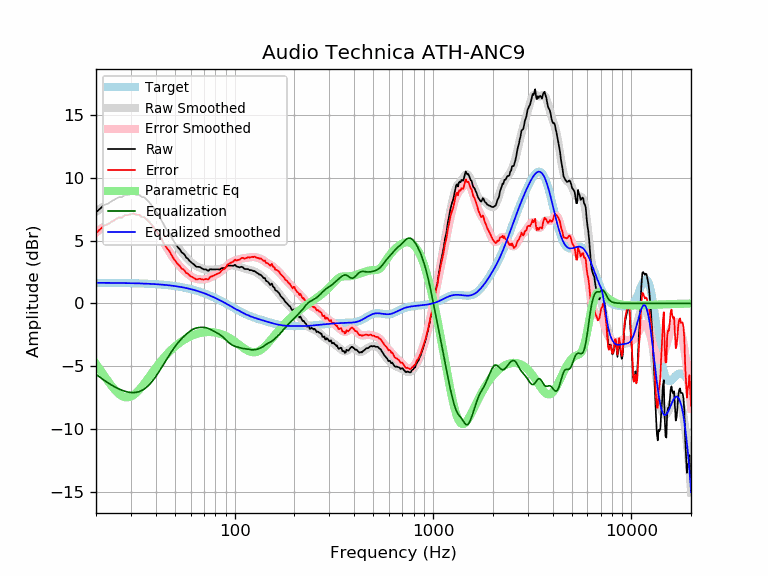 Audio Technica ATH-ANC9
Target
Raw Smoothed
Error Smoothed
Raw
Error
Parametric Eq
Equalization
Equalized smoothed
15
10
5
0
−5
−10
−15
Amplitude (dBr)
100
1000
10000
Frequency (Hz)